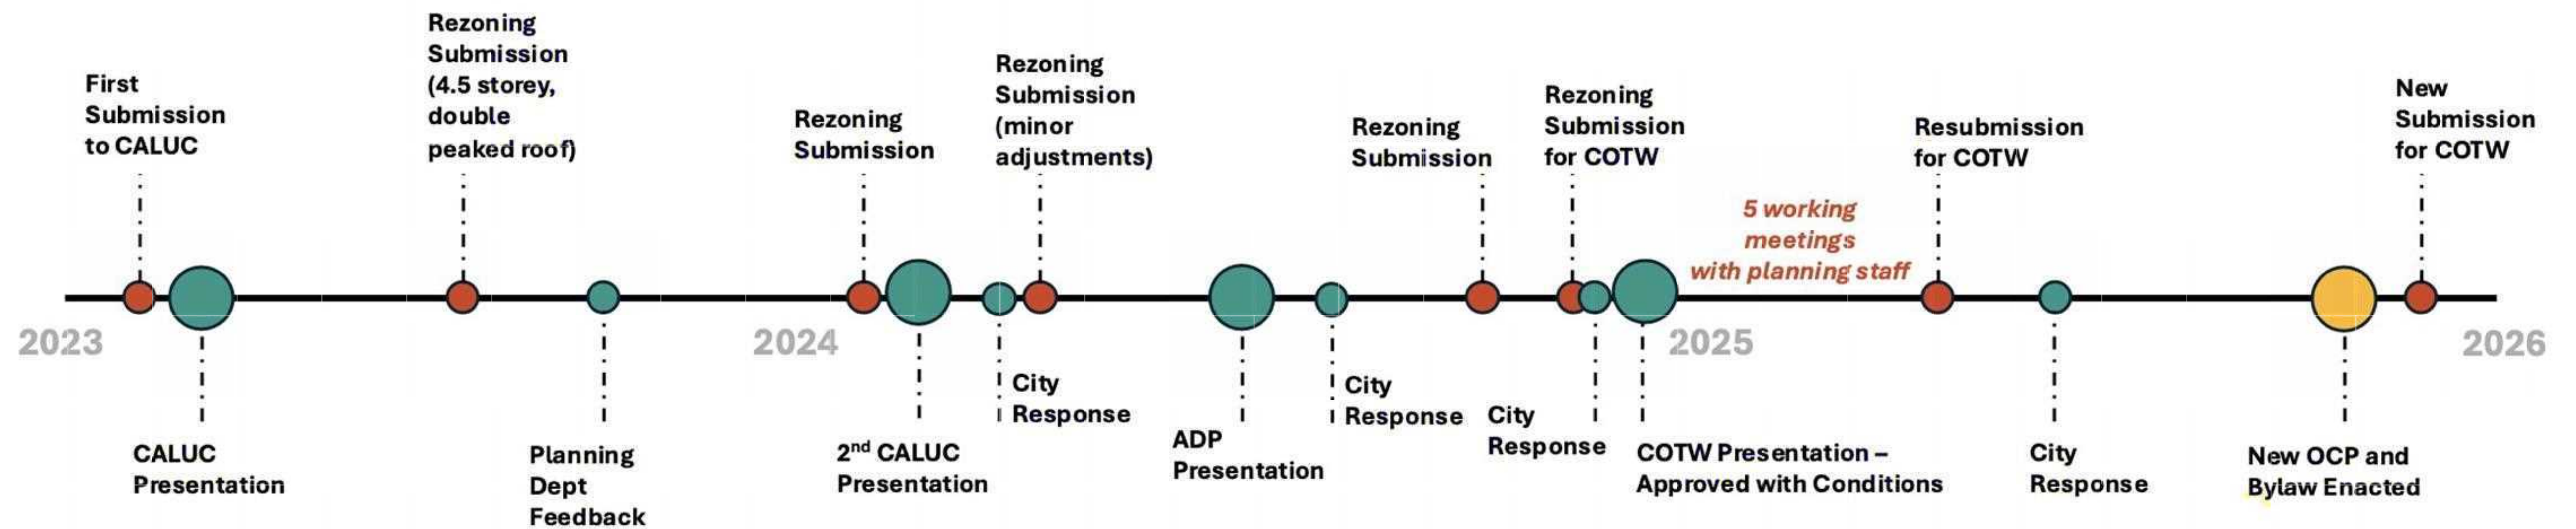 First
Submission
to CALUC
Rezoning
Submission
(4.5 storey,
double
peaked roof)
Rezoning
Submission
Rezoning
Submission
(minor
adjustments)
Rezoning
Submission
Rezoning
Submission
for COTW
5 working
meetings
with planning staff
Resubmission
for COTW
New
Submission
for COTW
2023
2024
2025
2026
CALUC
Presentation
Planning
Dept
Feedback
2nd CALUC
Presentation
City
Response
ADP
Presentation
City
Response
City
Response
COTW Presentation –
Approved with Conditions
City
Response
New OCP and
Bylaw Enacted